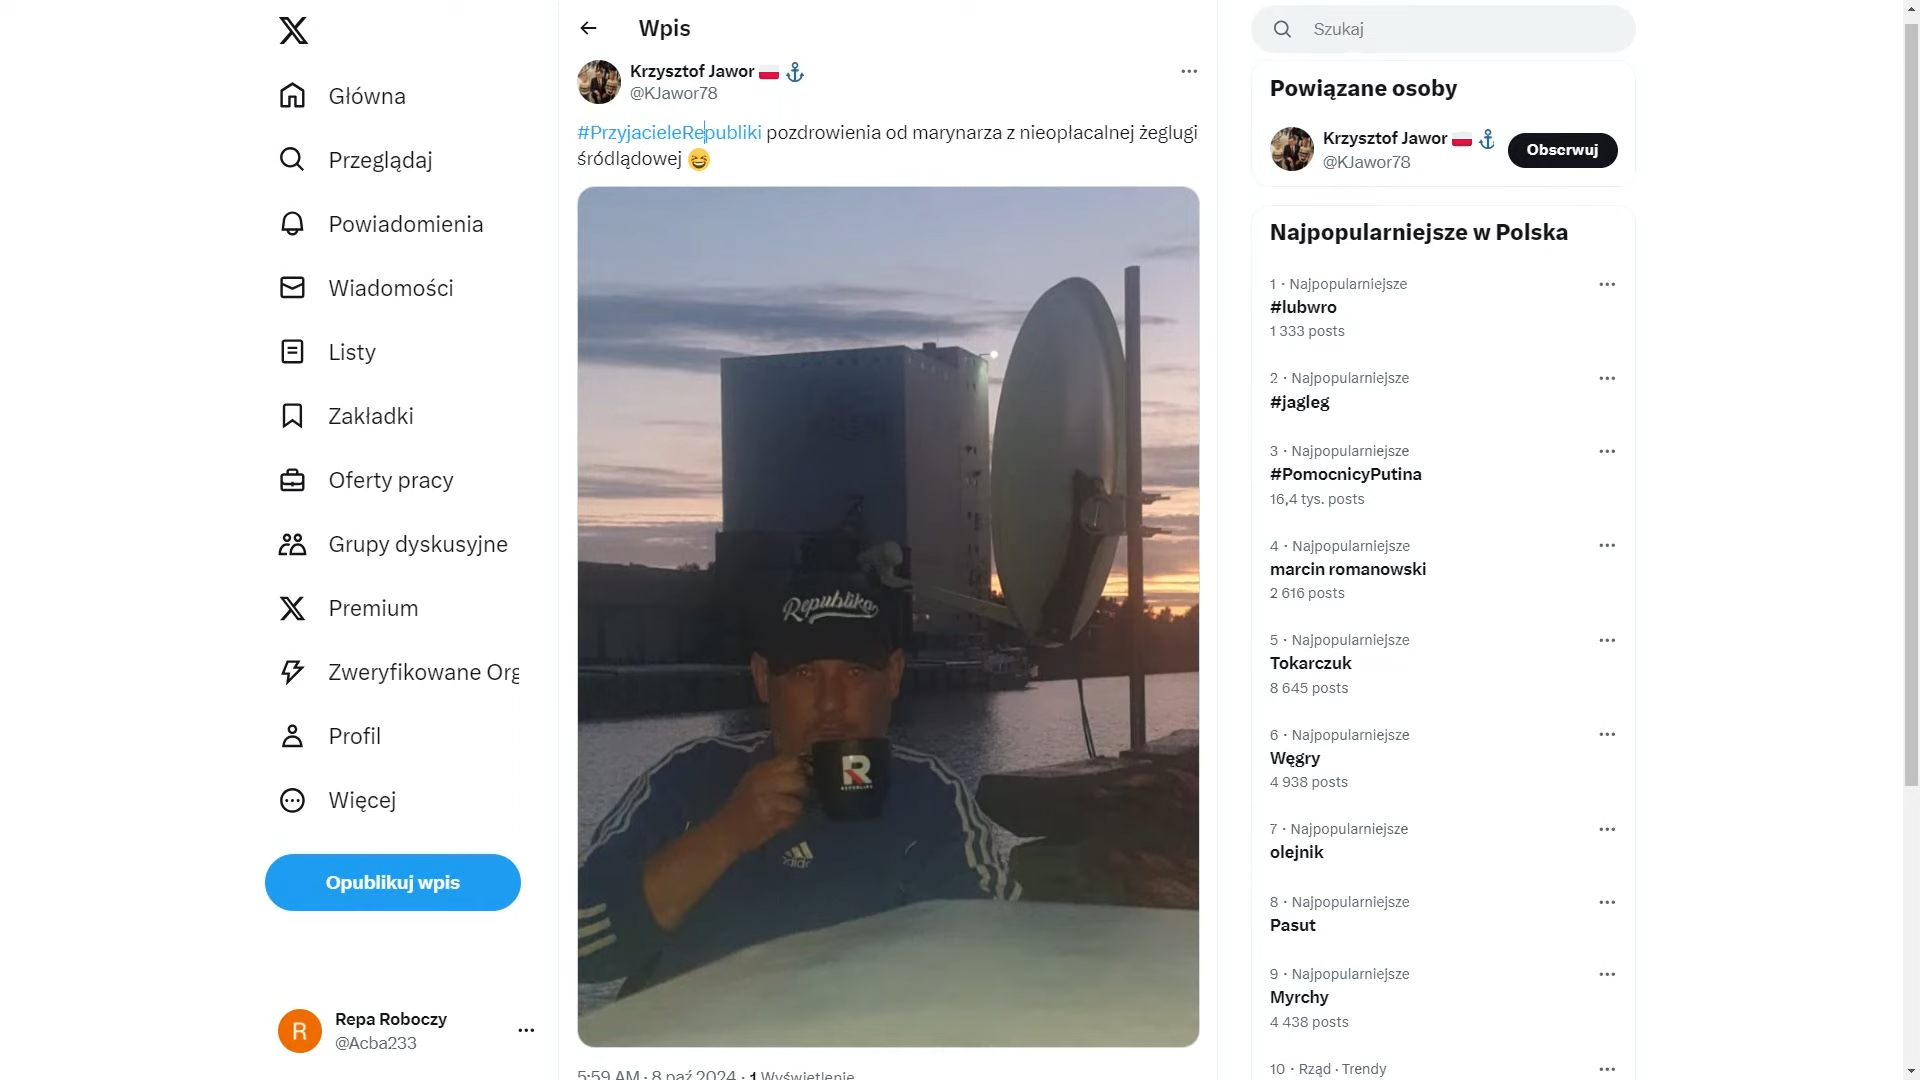 Wpis
Szukaj
Główna
Przeglądaj
Powiadomienia
Wiadomości
Listy
Zakładki
Oferty pracy
Grupy dyskusyjne
Premium
Zweryfikowane Org
Profil
Więcej
Opublikuj wpis
R
Repa Roboczy
@Acba233
Krzysztof Jawor
@KJawor78
#PrzyjacieleRepubliki pozdrowienia od marynarza z nieopłacalnej żeglugi
śródlądowej
Republika
R
REPUBLIKA
adidas
5:59 AM · 8 paź 2024 · 1 Wyświetlenie
Powiązane osoby
Krzysztof Jawor
@KJawor78
Obserwuj
Najpopularniejsze w Polska
1 · Najpopularniejsze
#lubwro
1 333 posts
2 · Najpopularniejsze
#jagleg
3 · Najpopularniejsze
#PomocnicyPutina
16,4 tys. posts
4 · Najpopularniejsze
marcin romanowski
2 616 posts
5 · Najpopularniejsze
Tokarczuk
8 645 posts
6 · Najpopularniejsze
Węgry
4 938 posts
7 · Najpopularniejsze
olejnik
8 · Najpopularniejsze
Pasut
9 · Najpopularniejsze
Myrchy
4 438 posts
10 · Rząd · Trendy